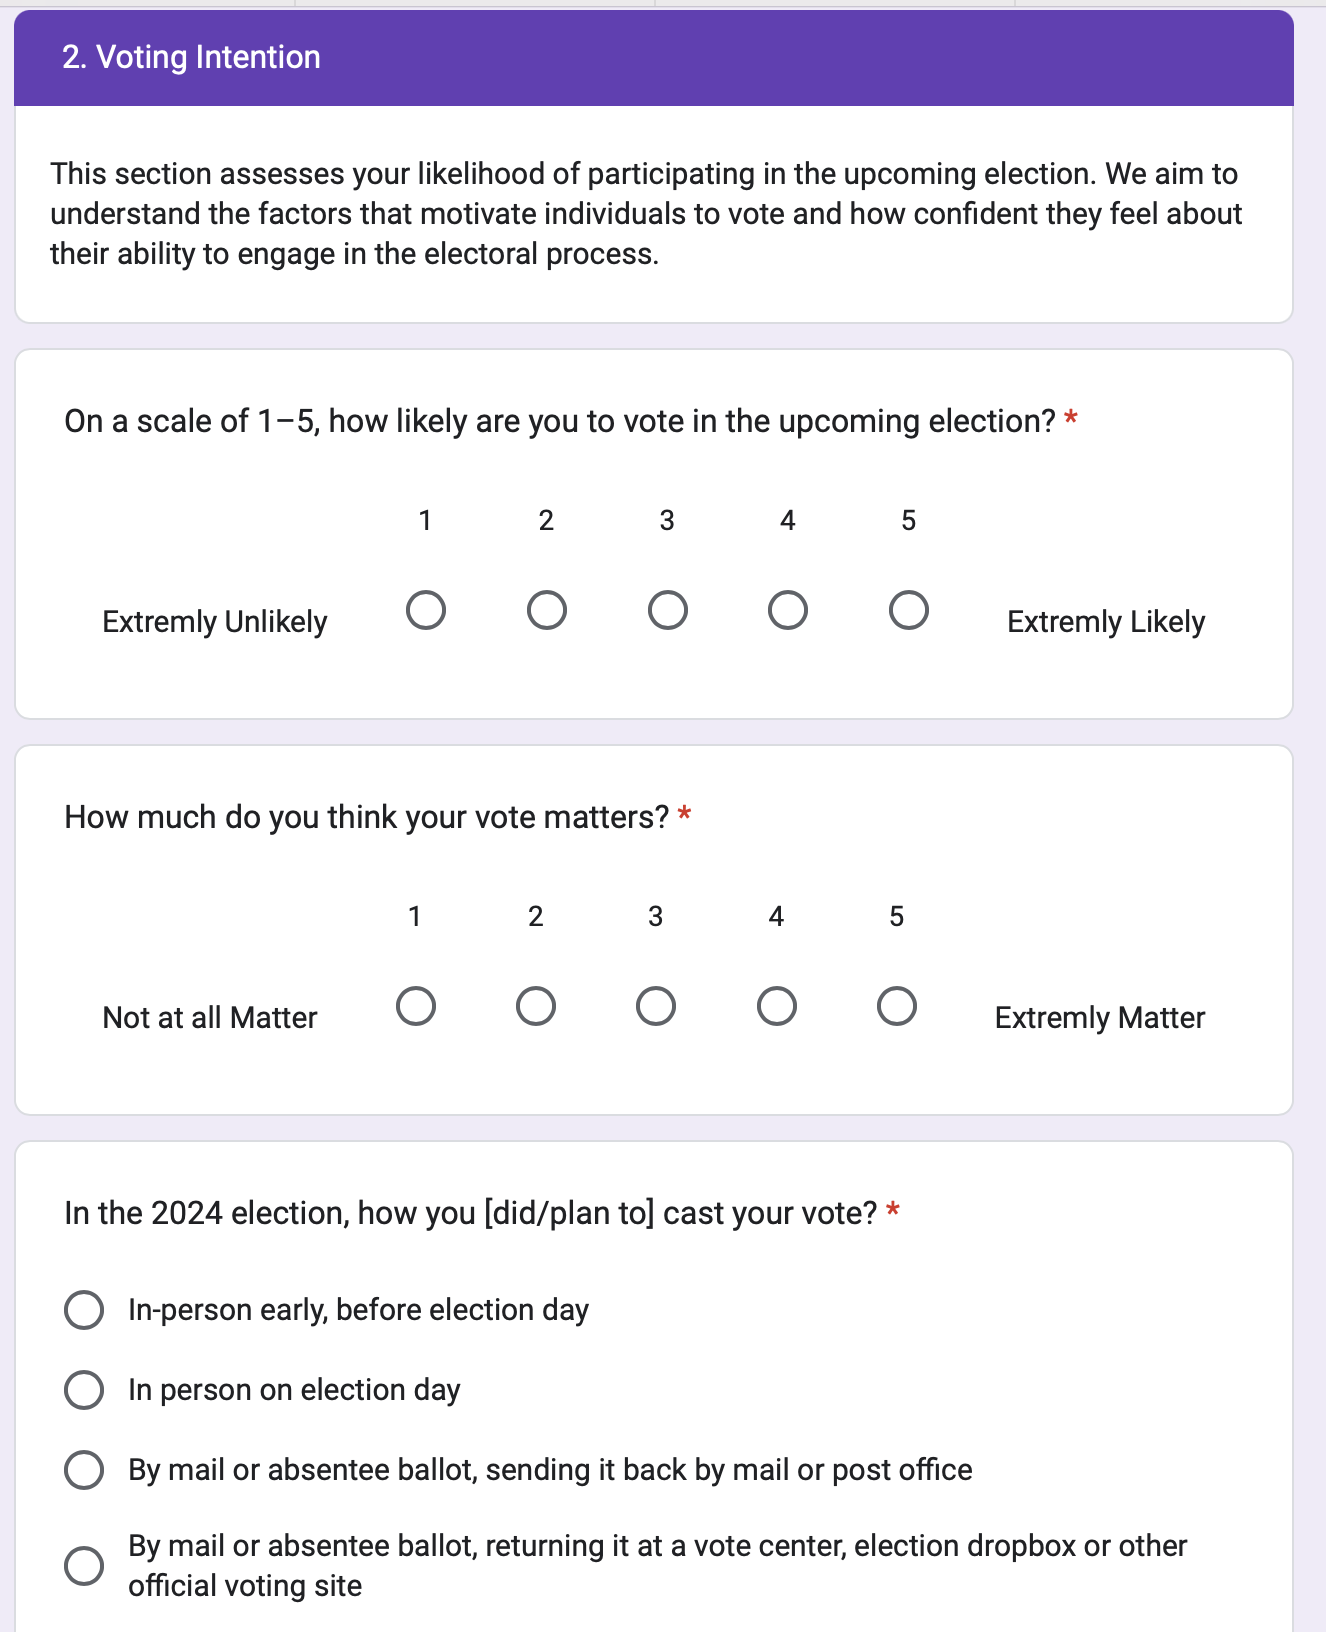 2. Voting Intention
This section assesses your likelihood of participating in the upcoming election. We aim to
understand the factors that motivate individuals to vote and how confident they feel about
their ability to engage in the electoral process.
On a scale of 1–5, how likely are you to vote in the upcoming election? *
1 2 3 4 5
Extremly Unlikely Extremly Likely
How much do you think your vote matters? *
1 2 3 4 5
Not at all Matter Extremly Matter
In the 2024 election, how you [did/plan to] cast your vote? *
In-person early, before election day
In person on election day
By mail or absentee ballot, sending it back by mail or post office
By mail or absentee ballot, returning it at a vote center, election dropbox or other
official voting site